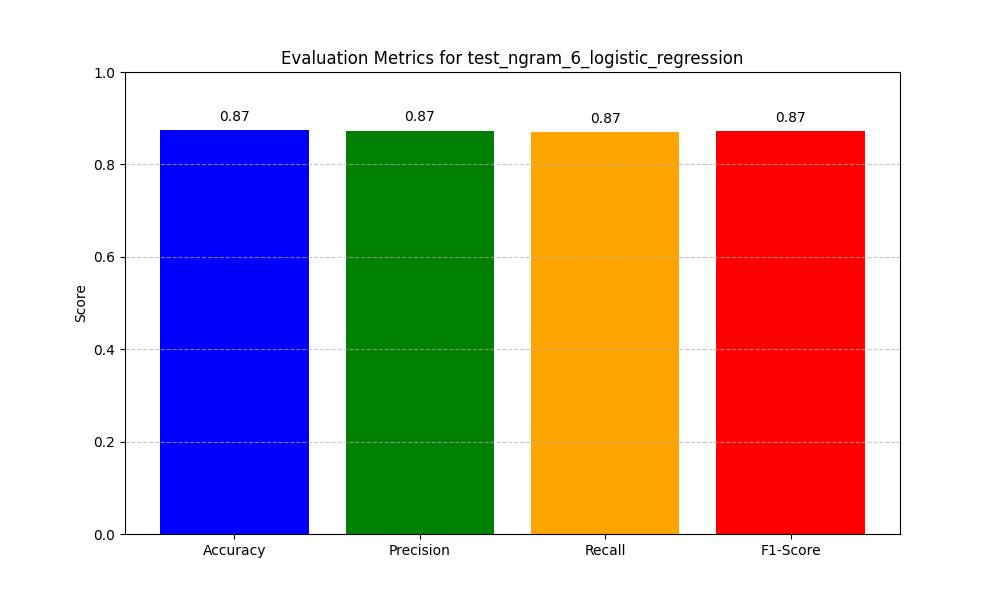 Evaluation Metrics for test_ngram_6_logistic_regression
1.0
0.8
0.6
0.4
0.2
0.0
Score
0.87 0.87 0.87 0.87
Accuracy Precision Recall F1-Score